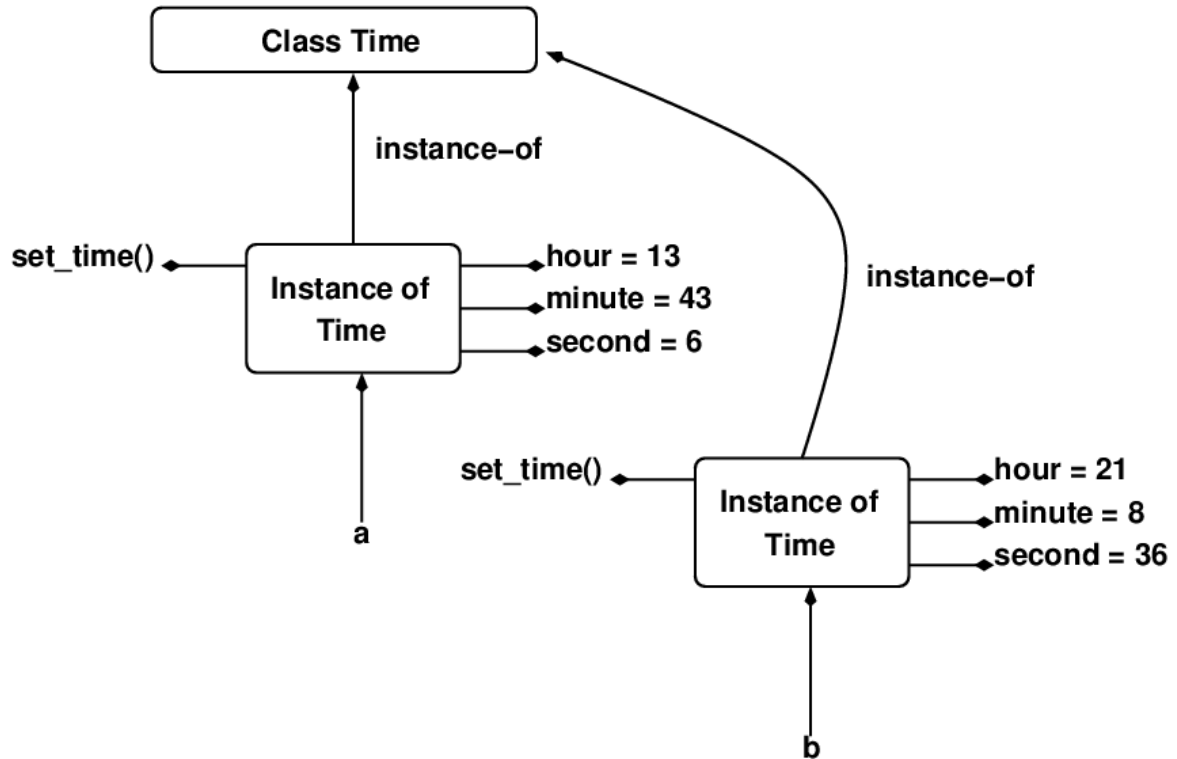 Class Time
instance–of
set_time()
Instance of
Time
hour = 13
minute = 43
second = 6
a
instance–of
set_time()
Instance of
Time
hour = 21
minute = 8
second = 36
b